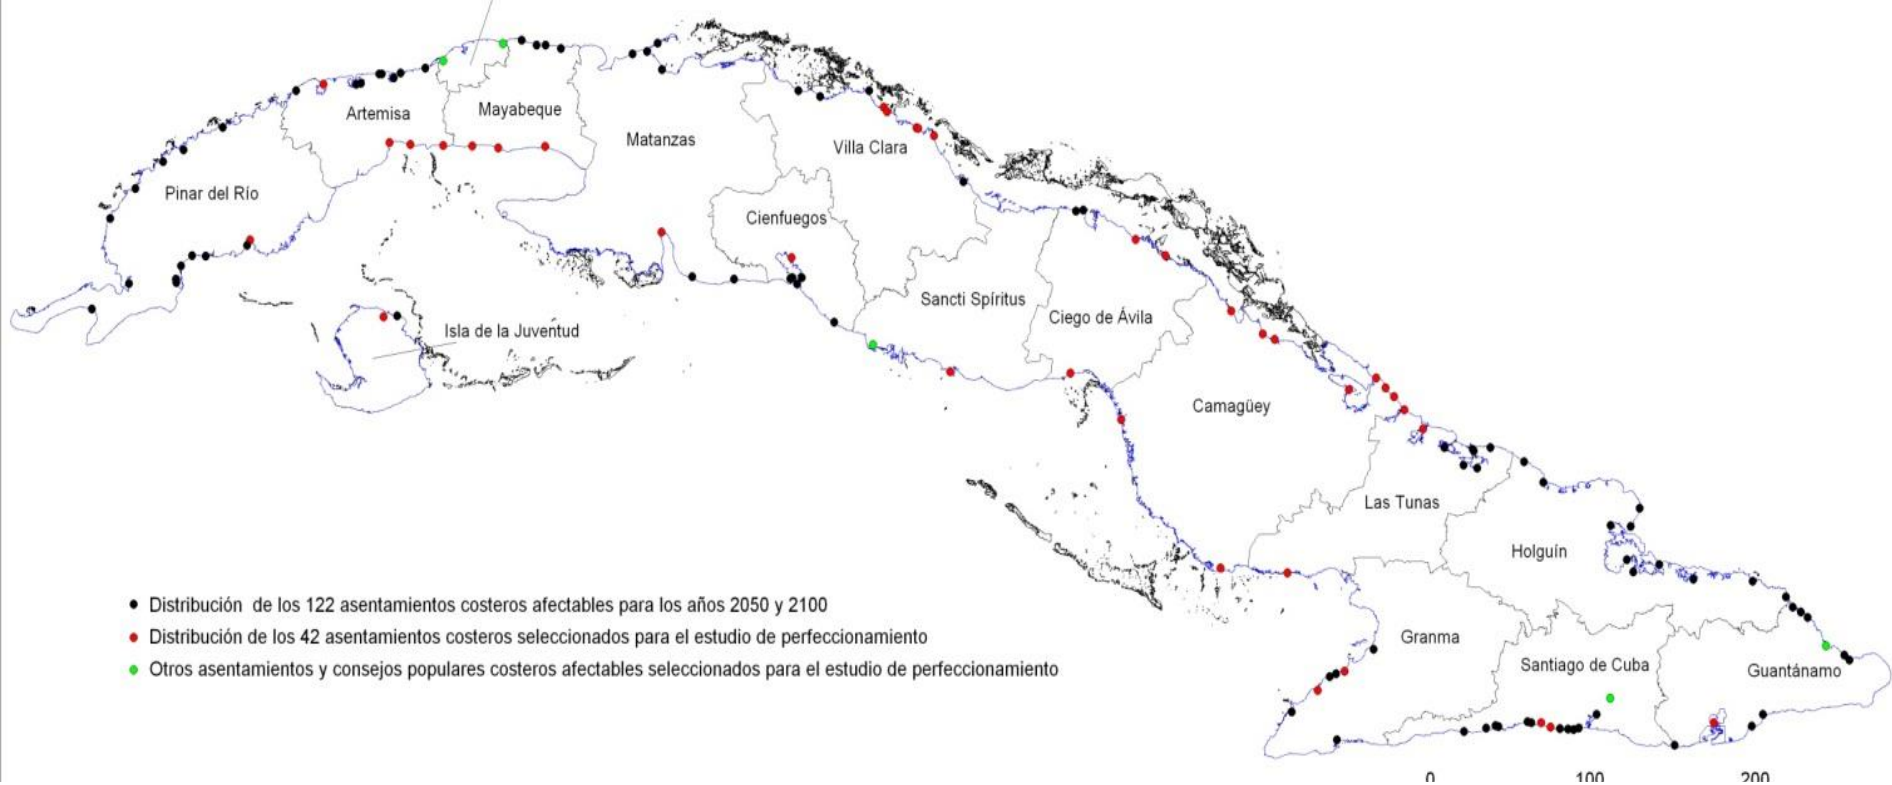 Artemisa
Mayabeque
Matanzas
Villa Clara
Pinar del Río
Cienfuegos
Sancti Spíritus
Ciego de Ávila
Isla de la Juventud
Camagüey
Las Tunas
Holguín
Granma
Santiago de Cuba
Guantánamo
Distribución de los 122 asentamientos costeros afectables para los años 2050 y 2100
Distribución de los 42 asentamientos costeros seleccionados para el estudio de perfeccionamiento
Otros asentamientos y consejos populares costeros afectables seleccionados para el estudio de perfeccionamiento
0 100 200